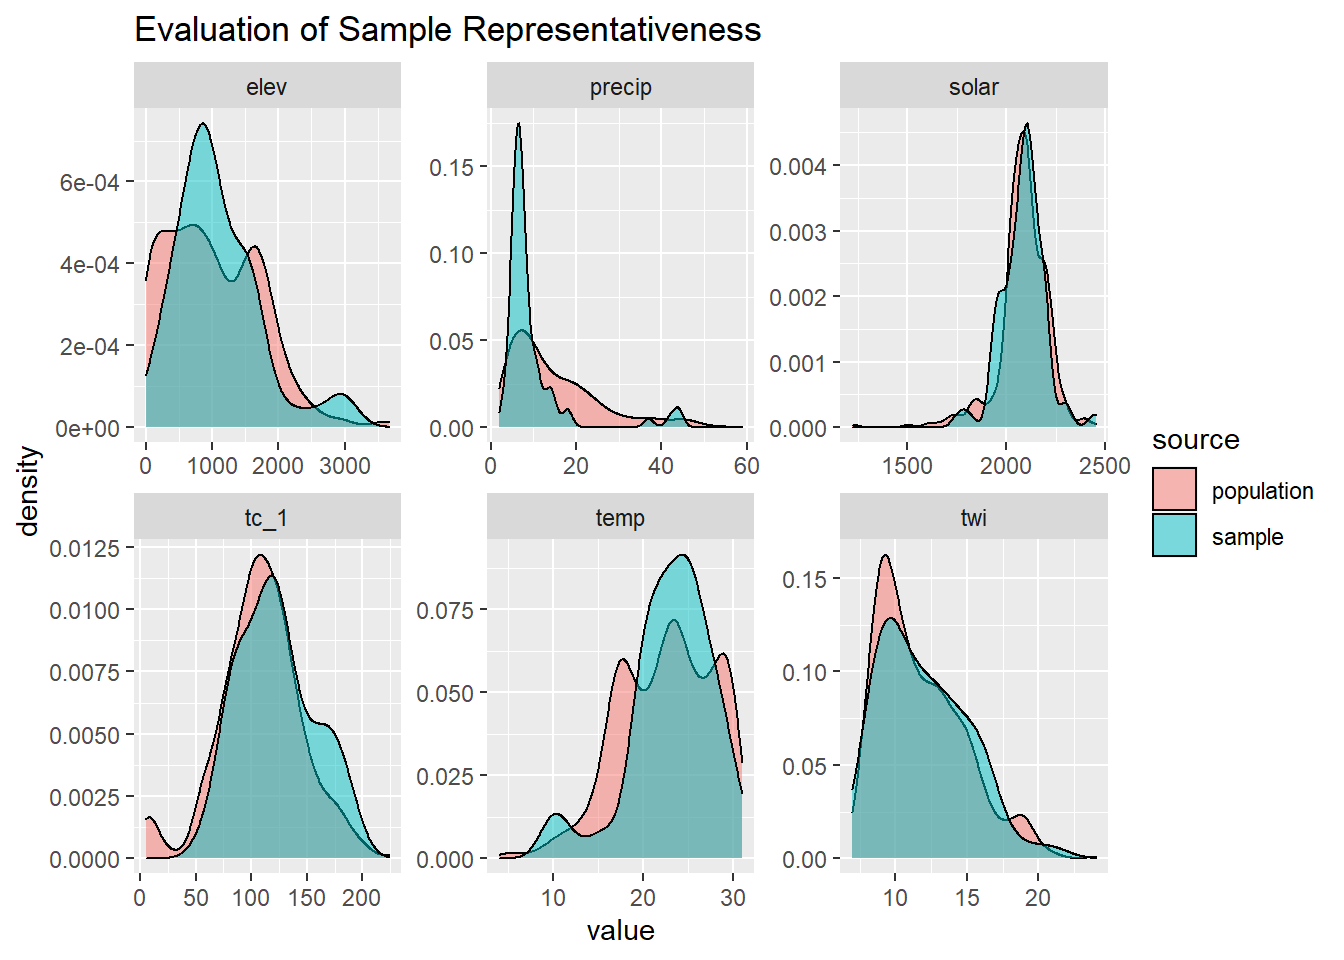 Evaluation of Sample Representativeness
elev
precip
solar
6e-04
4e-04
2e-04
0e+00
0 1000 2000 3000
0.15
0.10
0.05
0.00
0 20 40 60
0.004
0.003
0.002
0.001
0.000
1500 2000 2500
density
tc_1
temp
twi
0.0125
0.0100
0.0075
0.0050
0.0025
0.0000
0 50 100 150 200
0.075
0.050
0.025
0.000
10 20 30
0.15
0.10
0.05
0.00
10 15 20
value
source
population
sample